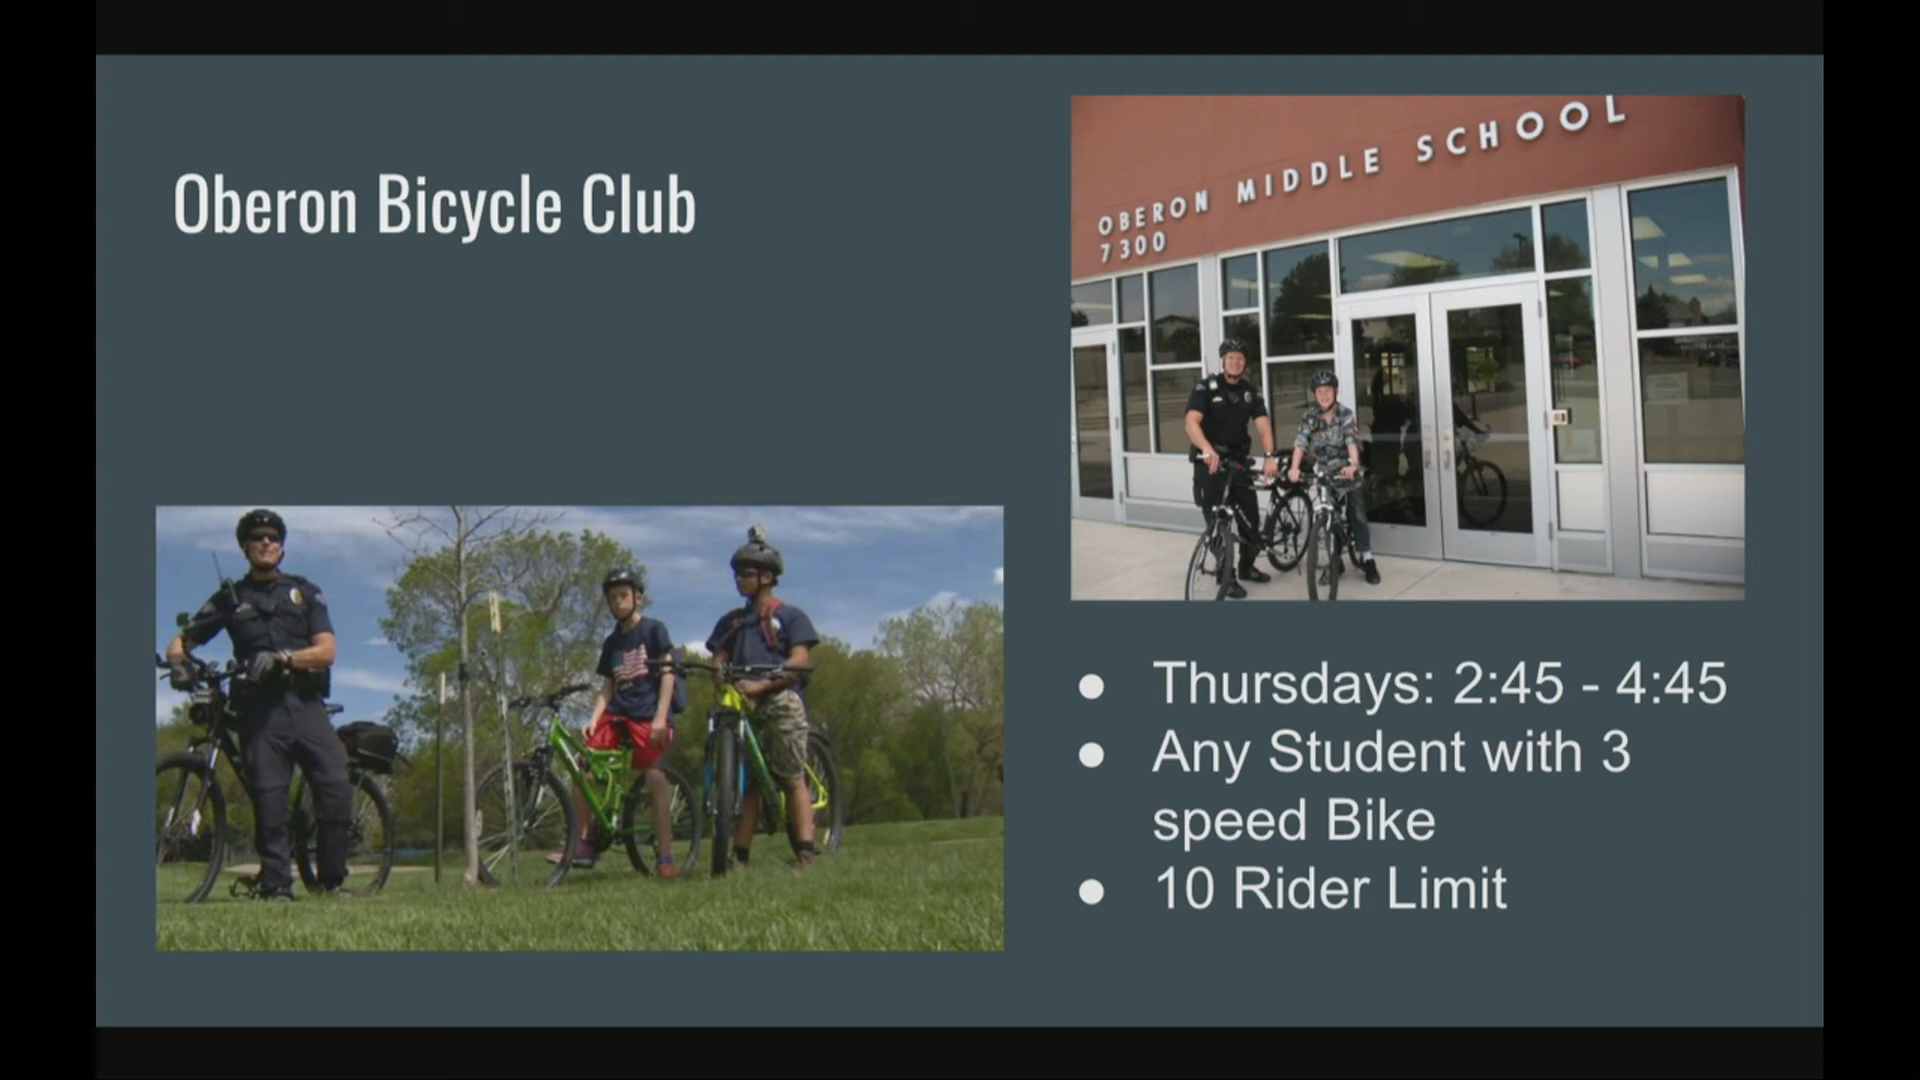 Oberon Bicycle Club
OBERON MIDDLE SCHOOL
7300
● Thursdays: 2:45 - 4:45
● Any Student with 3
speed Bike
● 10 Rider Limit